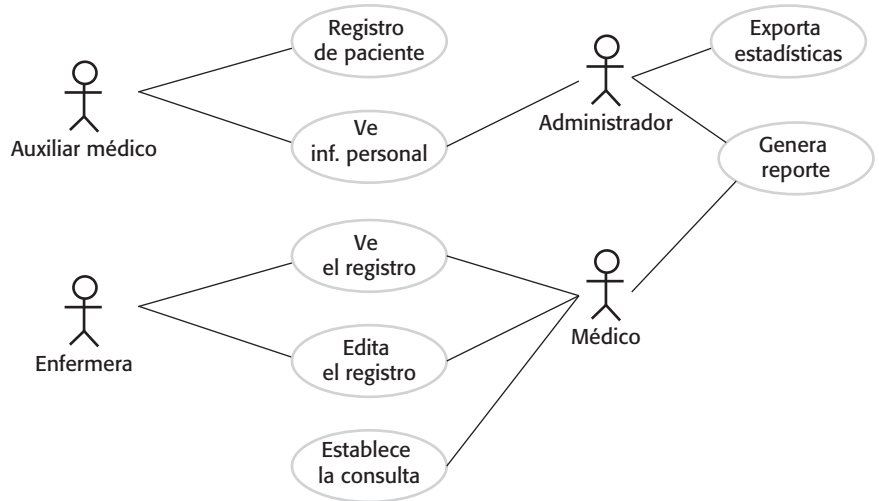 Registro
de paciente
Exporta
estadísticas
Auxiliar médico
Ve
inf. personal
Administrador
Genera
reporte
Ve
el registro
Enfermera
Edita
el registro
Médico
Establece
la consulta